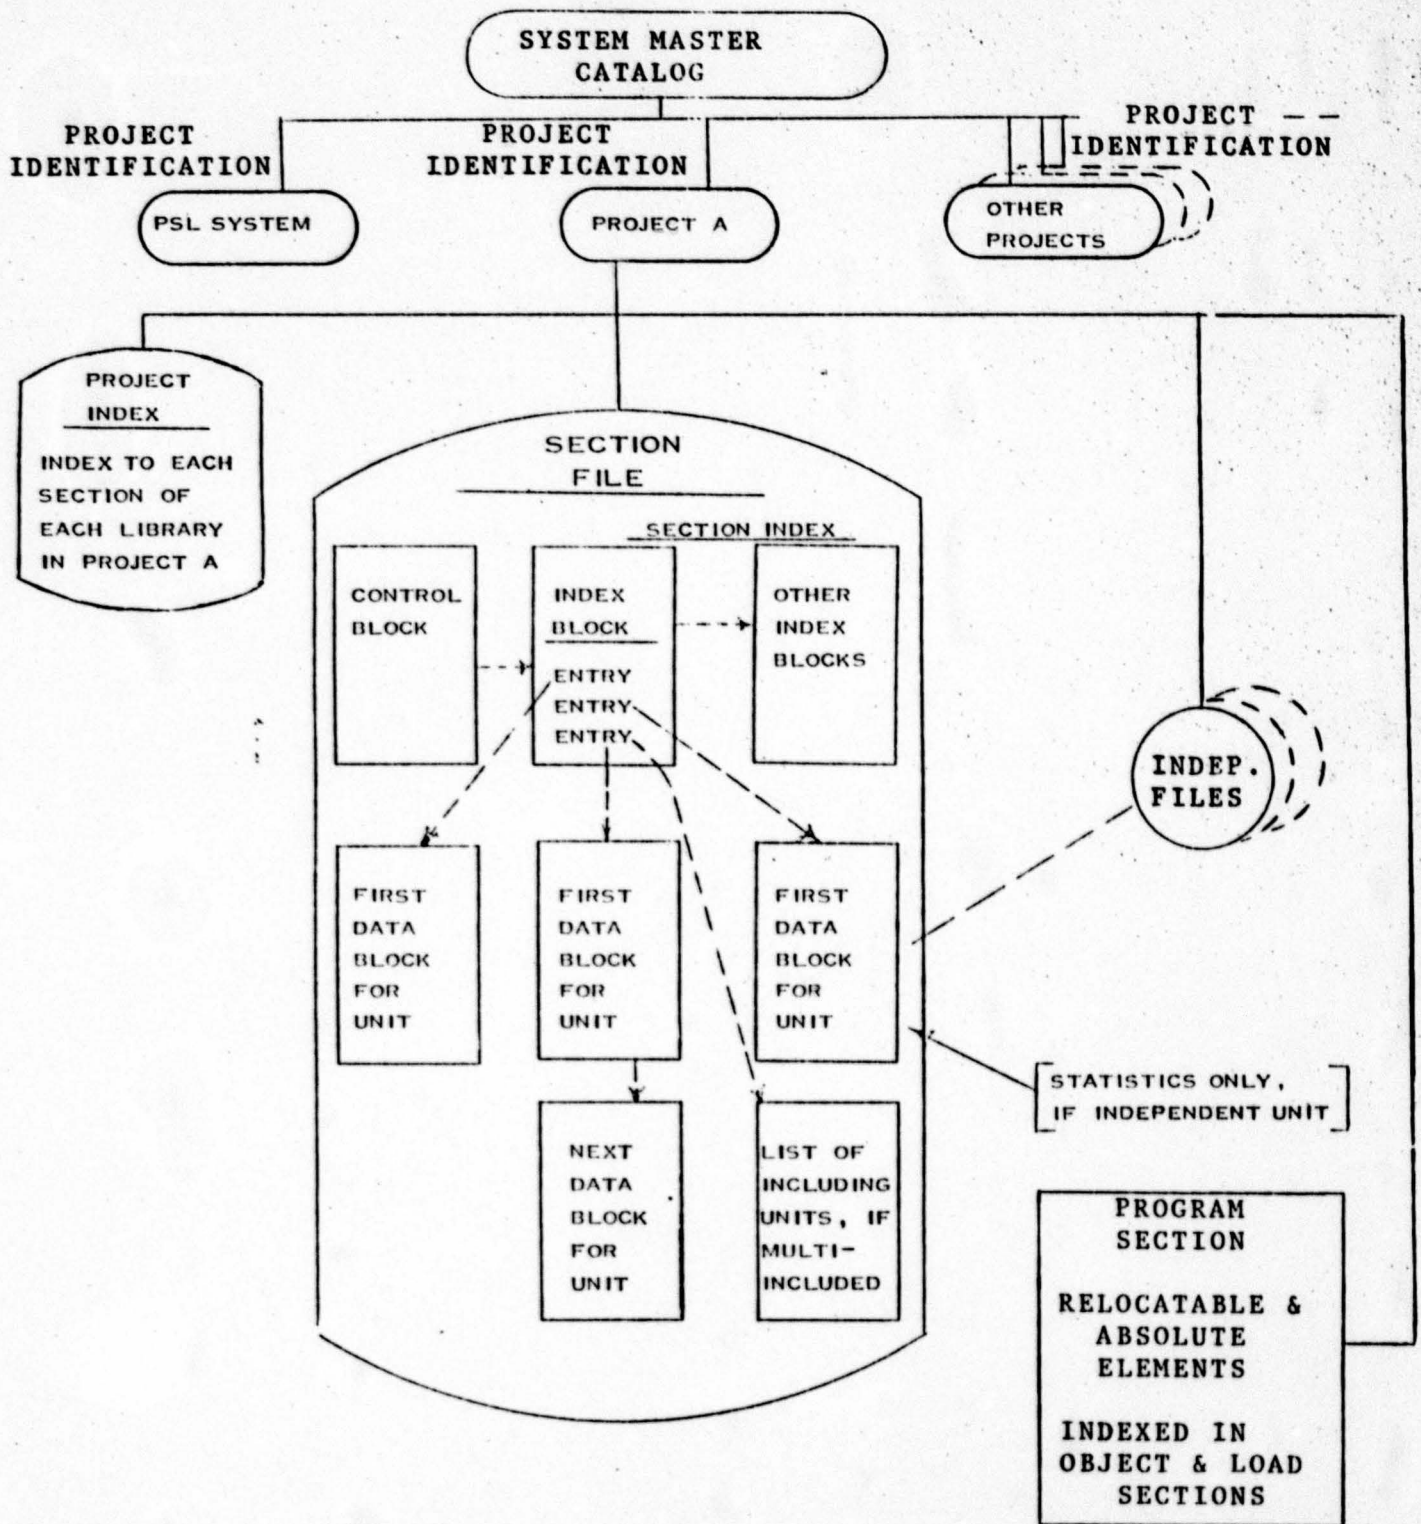 SYSTEM MASTER
CATALOG
PROJECT
IDENTIFICATION
PROJECT
IDENTIFICATION
PROJECT
IDENTIFICATION
PSL SYSTEM
PROJECT A
OTHER
PROJECTS
PROJECT
INDEX
INDEX TO EACH
SECTION OF
EACH LIBRARY
IN PROJECT A
SECTION
FILE
SECTION INDEX
CONTROL
BLOCK
INDEX
BLOCK
ENTRY
ENTRY
ENTRY
OTHER
INDEX
BLOCKS
INDEP.
FILES
FIRST
DATA
BLOCK
FOR
UNIT
FIRST
DATA
BLOCK
FOR
UNIT
FIRST
DATA
BLOCK
FOR
UNIT
[STATISTICS ONLY,
IF INDEPENDENT UNIT]
NEXT
DATA
BLOCK
FOR
UNIT
LIST OF
INCLUDING
UNITS, IF
MULTI-
INCLUDED
PROGRAM
SECTION
RELOCATABLE &
ABSOLUTE
ELEMENTS
INDEXED IN
OBJECT & LOAD
SECTIONS